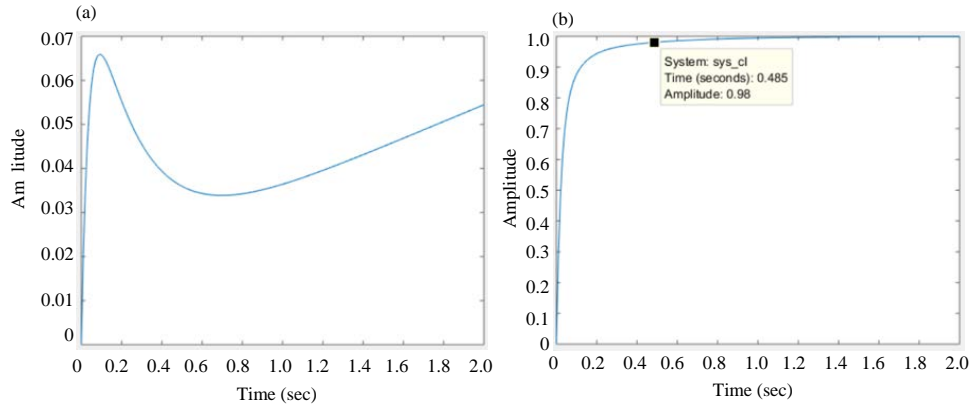 (a)
0.07
0.06
0.05
0.04
0.03
0.02
0.01
0
Am litude
0 0.2 0.4 0.6 0.8 1.0 1.2 1.4 1.6 1.8 2.0
Time (sec)
(b)
1.0
0.9
0.8
0.7
0.6
0.5
0.4
0.3
0.2
0.1
0
Amplitude
System: sys_cl
Time (seconds): 0.485
Amplitude: 0.98
0 0.2 0.4 0.6 0.8 1.0 1.2 1.4 1.6 1.8 2.0
Time (sec)